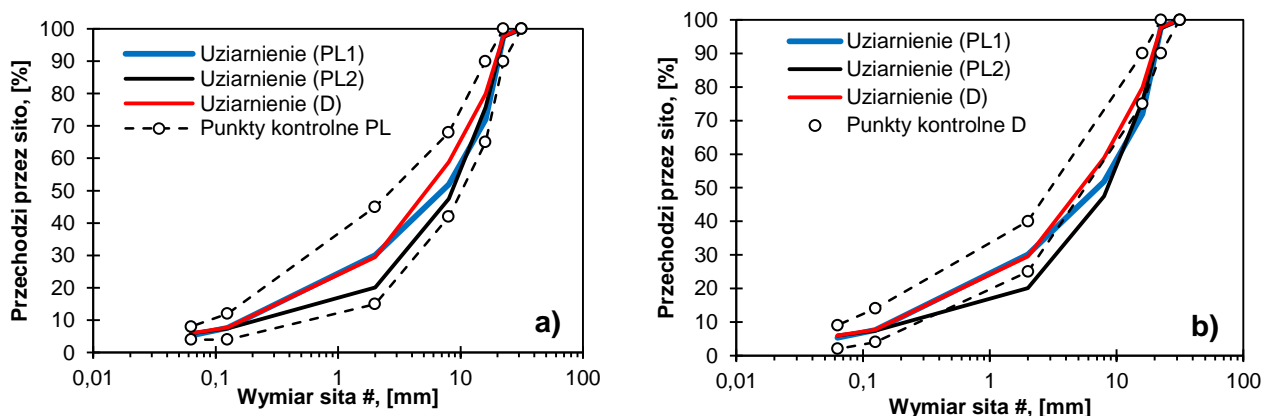 Przechodzi przez sito, [%]
100
90
80
70
60
50
40
30
20
10
0
Uziarnienie (PL1)
Uziarnienie (PL2)
Uziarnienie (D)
Punkty kontrolne PL
a)
0,01
0,1
1
10
100
Wymiar sita #, [mm]
Przechodzi przez sito, [%]
100
90
80
70
60
50
40
30
20
10
0
Uziarnienie (PL1)
Uziarnienie (PL2)
Uziarnienie (D)
Punkty kontrolne D
b)
0,01
0,1
1
10
100
Wymiar sita #, [mm]